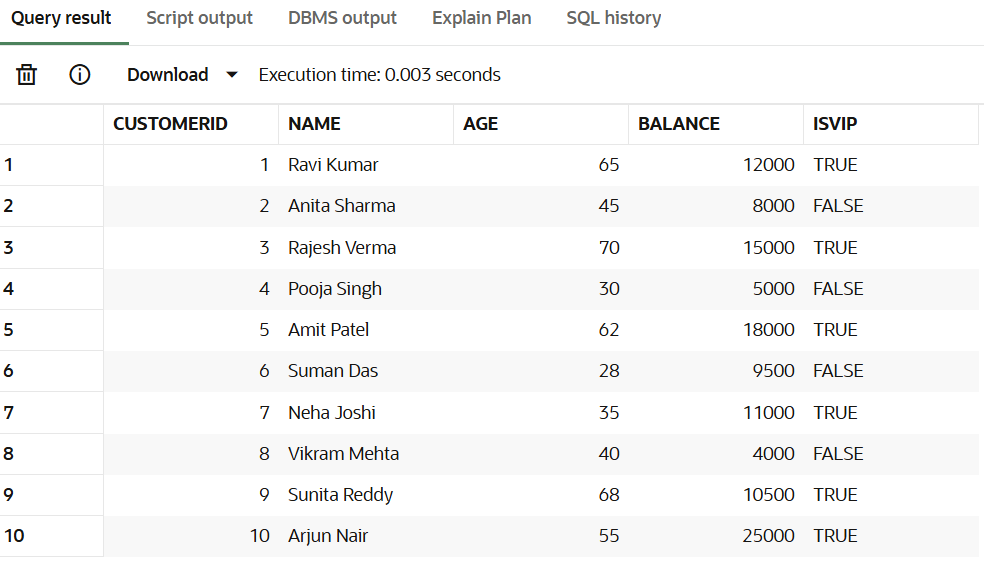 Query result Script output DBMS output Explain Plan SQL history
Download Execution time: 0.003 seconds
CUSTOMERID NAME AGE BALANCE ISVIP
1 1 Ravi Kumar 65 12000 TRUE
2 2 Anita Sharma 45 8000 FALSE
3 3 Rajesh Verma 70 15000 TRUE
4 4 Pooja Singh 30 5000 FALSE
5 5 Amit Patel 62 18000 TRUE
6 6 Suman Das 28 9500 FALSE
7 7 Neha Joshi 35 11000 TRUE
8 8 Vikram Mehta 40 4000 FALSE
9 9 Sunita Reddy 68 10500 TRUE
10 10 Arjun Nair 55 25000 TRUE